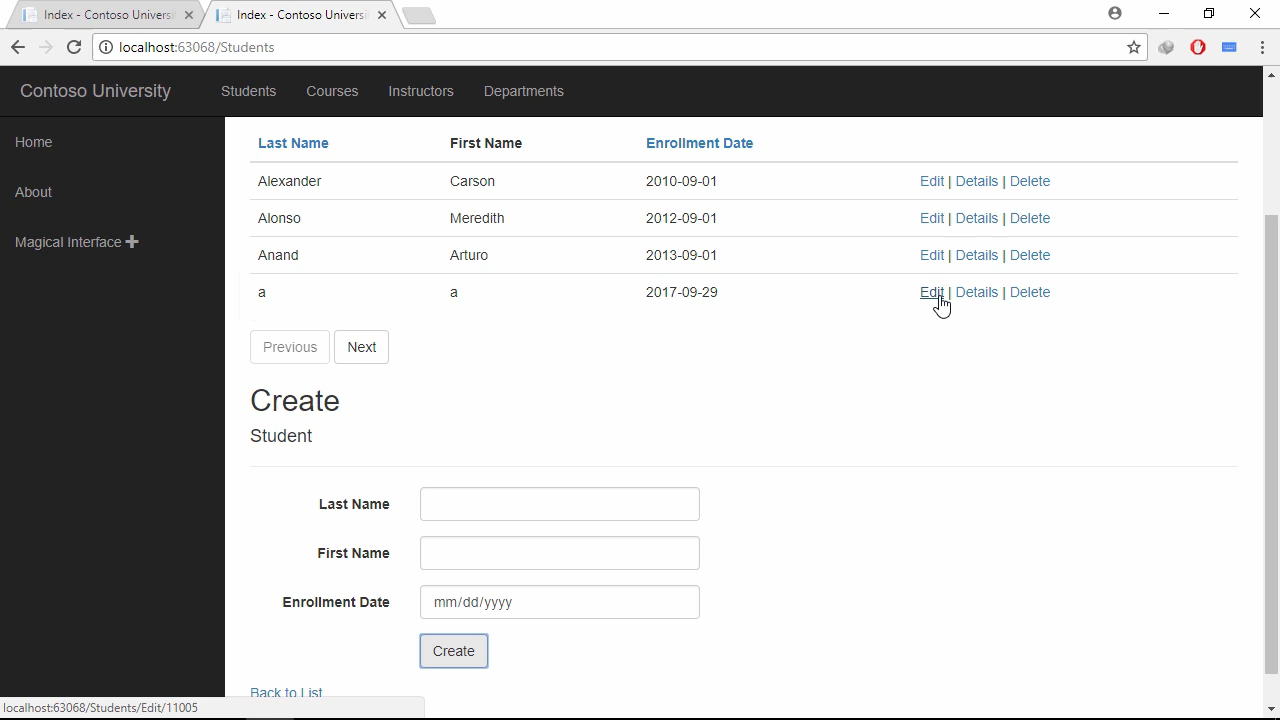 Index - Contoso Universi
Index - Contoso Universi
localhost:63068/Students
Contoso University Students Courses Instructors Departments
Home
About
Magical Interface
Last Name First Name Enrollment Date
Alexander Carson 2010-09-01 Edit | Details | Delete
Alonso Meredith 2012-09-01 Edit | Details | Delete
Anand Arturo 2013-09-01 Edit | Details | Delete
a a 2017-09-29 Edit | Details | Delete
Previous Next
Create
Student
Last Name
First Name
Enrollment Date mm/dd/yyyy
Create
Back to List
localhost:63068/Students/Edit/11005